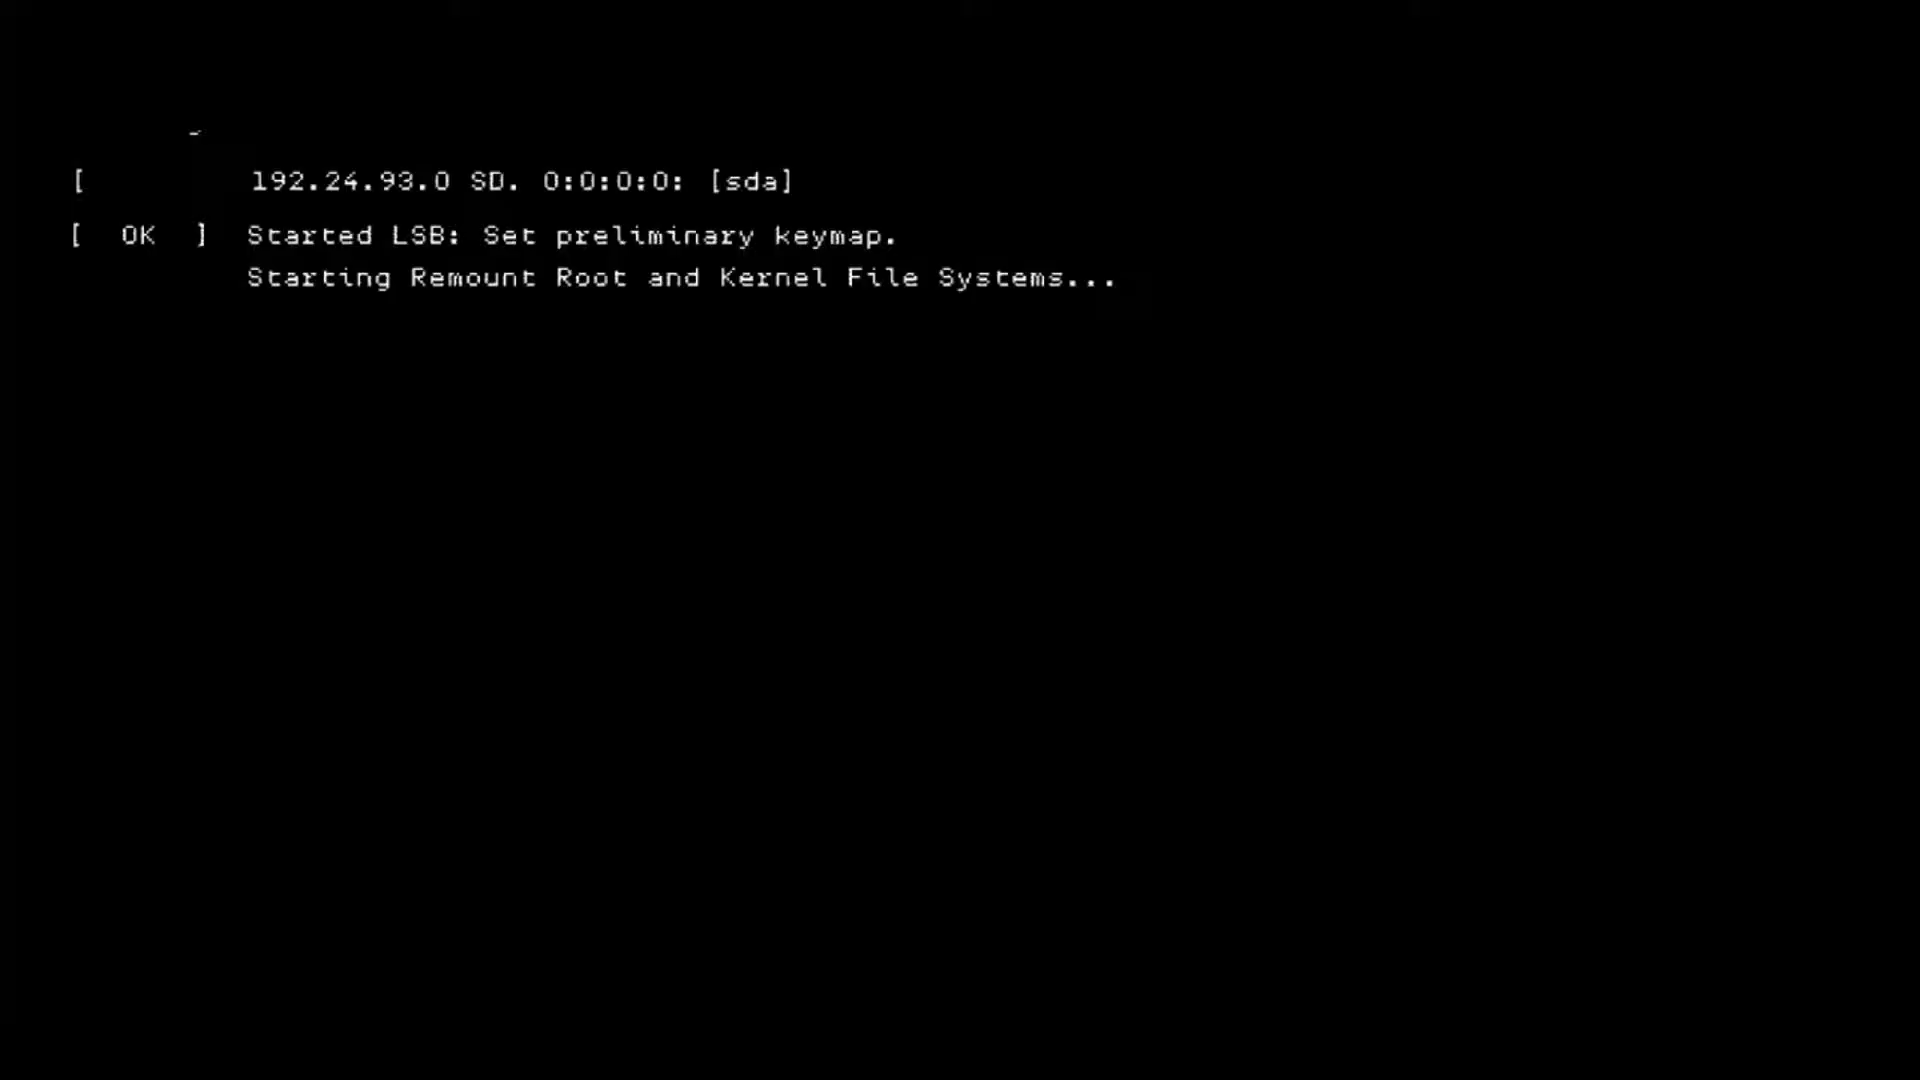 -
[ 192.24.93.0 SD. 0:0:0:0: [sda]
[ OK ] Started LSB: Set preliminary keymap.
Starting Remount Root and Kernel File Systems...